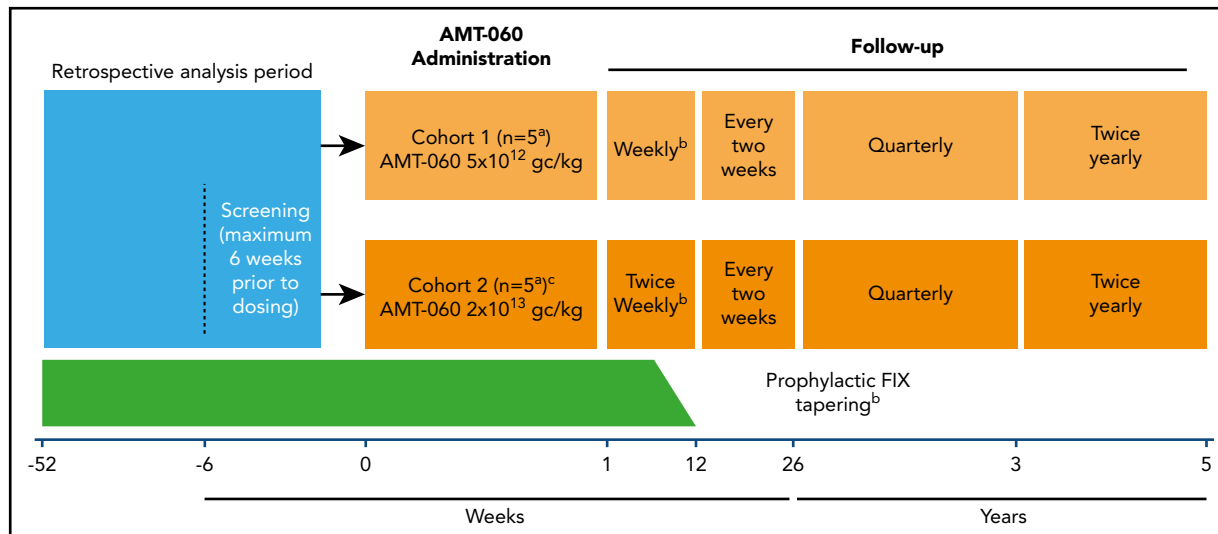 AMT-060
Administration
Follow-up
Retrospective analysis period
Cohort 1 (n=5ᵃ)
AMT-060 5x10¹² gc/kg
Weeklyᵇ
Every
two
weeks
Quarterly
Twice
yearly
Screening
(maximum
6 weeks
prior to
dosing)
Cohort 2 (n=5ᵃ)ᶜ
AMT-060 2x10¹³ gc/kg
Twice
Weeklyᵇ
Every
two
weeks
Quarterly
Twice
yearly
Prophylactic FIX
taperingᵇ
-52 -6 0 1 12 26 3 5
Weeks Years